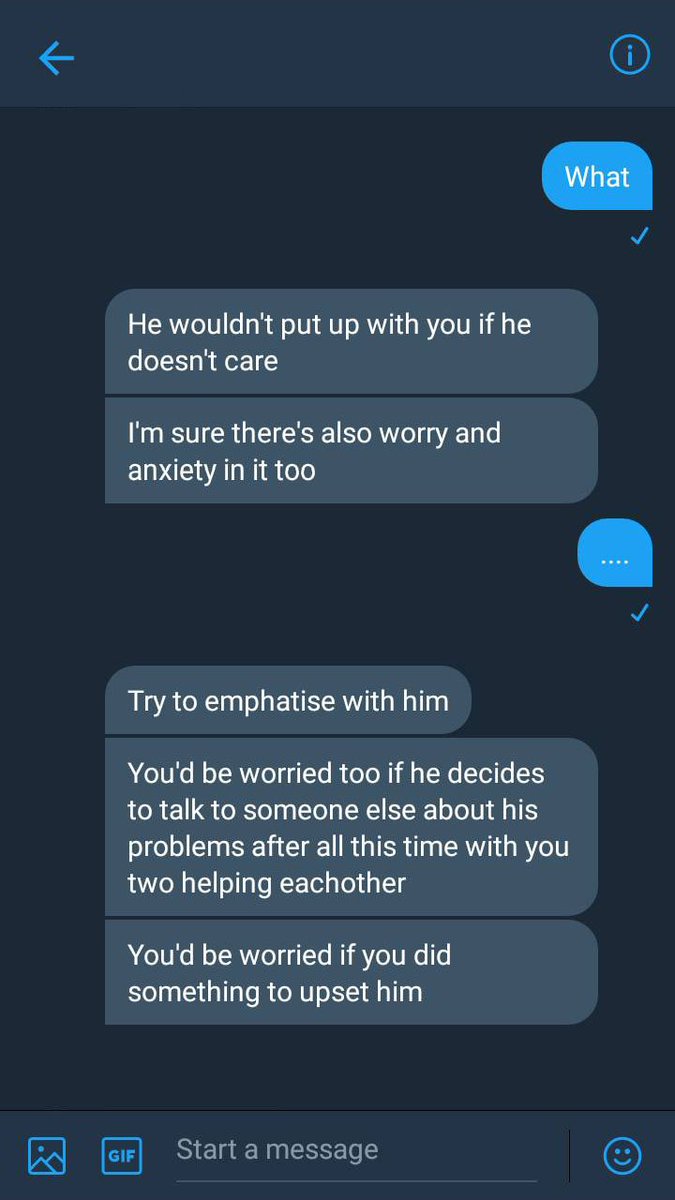 What
He wouldn't put up with you if he
doesn't care
I'm sure there's also worry and
anxiety in it too
....
Try to emphatise with him
You'd be worried too if he decides
to talk to someone else about his
problems after all this time with you
two helping eachother
You'd be worried if you did
something to upset him
GIF
Start a message